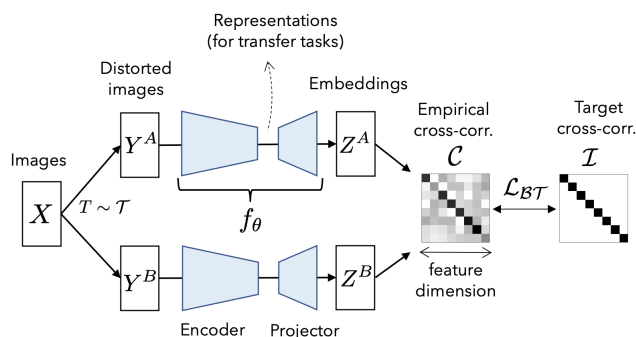 Representations
(for transfer tasks)
Distorted
images
Embeddings
Empirical
cross-corr.
Target
cross-corr.
Images
Y^A
Z^A
𝒞
ℐ
X
T ~ 𝒯
f_θ
ℒ_ℬ𝒯
Y^B
Z^B
feature
dimension
Encoder
Projector